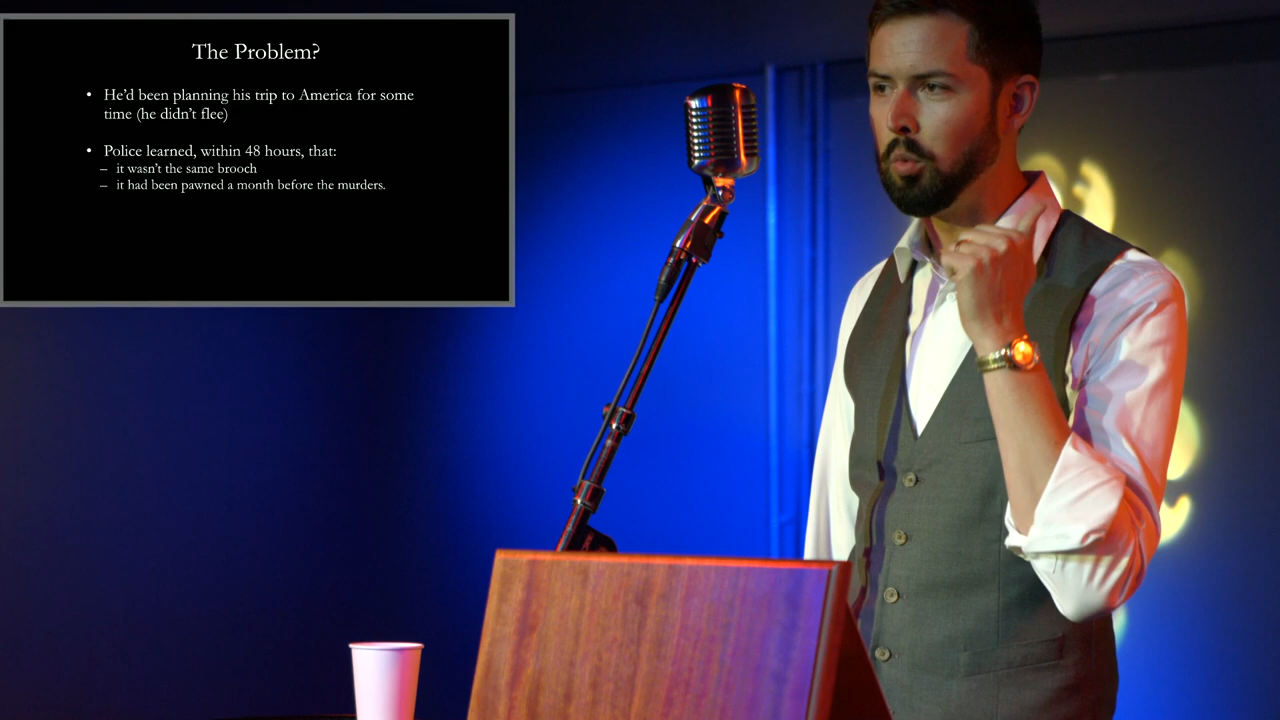 The Problem?
• He’d been planning his trip to America for some
time (he didn’t flee)
• Police learned, within 48 hours, that:
– it wasn’t the same brooch
– it had been pawned a month before the murders.